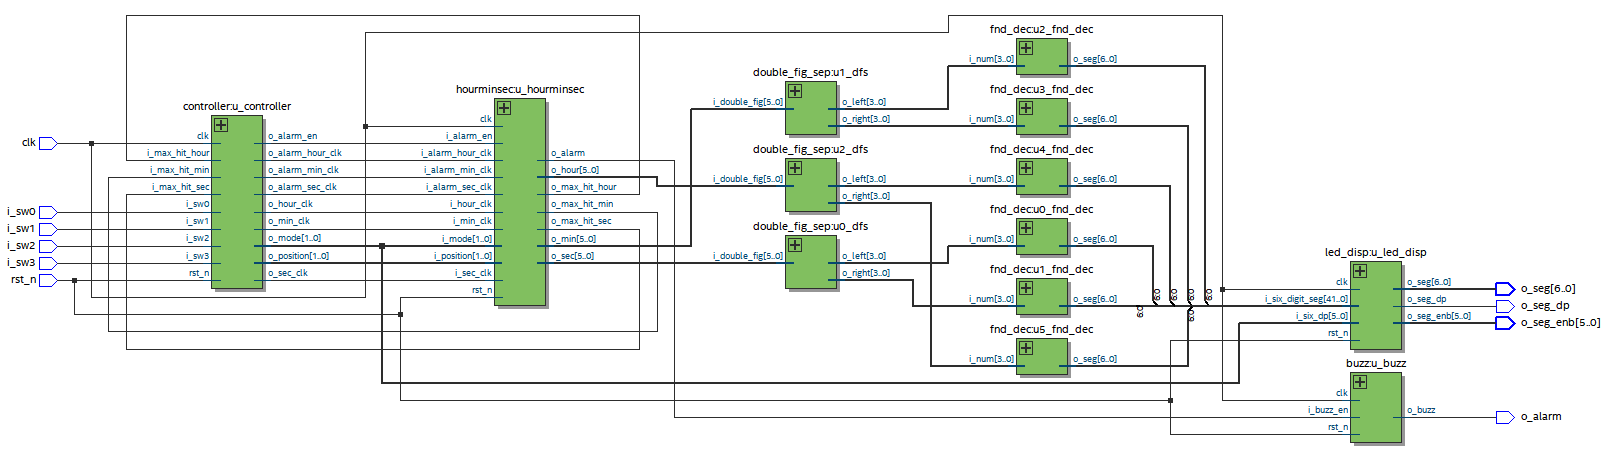 clk
i_sw0
i_sw1
i_sw2
i_sw3
rst_n
controller:u_controller
clk
i_max_hit_hour
i_max_hit_min
i_max_hit_sec
i_sw0
i_sw1
i_sw2
i_sw3
rst_n
o_alarm_en
o_alarm_hour_clk
o_alarm_min_clk
o_alarm_sec_clk
o_hour_clk
o_min_clk
o_mode[1..0]
o_position[1..0]
o_sec_clk
hourminsec:u_hourminsec
clk
i_alarm_en
i_alarm_hour_clk
i_alarm_min_clk
i_alarm_sec_clk
i_hour_clk
i_min_clk
i_mode[1..0]
i_position[1..0]
i_sec_clk
rst_n
o_alarm
o_hour[5..0]
o_max_hit_hour
o_max_hit_min
o_max_hit_sec
o_min[5..0]
o_sec[5..0]
double_fig_sep:u1_dfs
i_double_fig[5..0]
o_left[3..0]
o_right[3..0]
double_fig_sep:u2_dfs
i_double_fig[5..0]
o_left[3..0]
o_right[3..0]
double_fig_sep:u0_dfs
i_double_fig[5..0]
o_left[3..0]
o_right[3..0]
fnd_dec:u2_fnd_dec
i_num[3..0]
o_seg[6..0]
fnd_dec:u3_fnd_dec
i_num[3..0]
o_seg[6..0]
fnd_dec:u4_fnd_dec
i_num[3..0]
o_seg[6..0]
fnd_dec:u0_fnd_dec
i_num[3..0]
o_seg[6..0]
fnd_dec:u1_fnd_dec
i_num[3..0]
o_seg[6..0]
fnd_dec:u5_fnd_dec
i_num[3..0]
o_seg[6..0]
6:0
6:0
6:0
6:0
6:0
6:0
led_disp:u_led_disp
clk
i_six_digit_seg[41..0]
i_six_dp[5..0]
rst_n
o_seg[6..0]
o_seg_dp
o_seg_enb[5..0]
buzz:u_buzz
clk
i_buzz_en
rst_n
o_buzz
o_seg[6..0]
o_seg_dp
o_seg_enb[5..0]
o_alarm